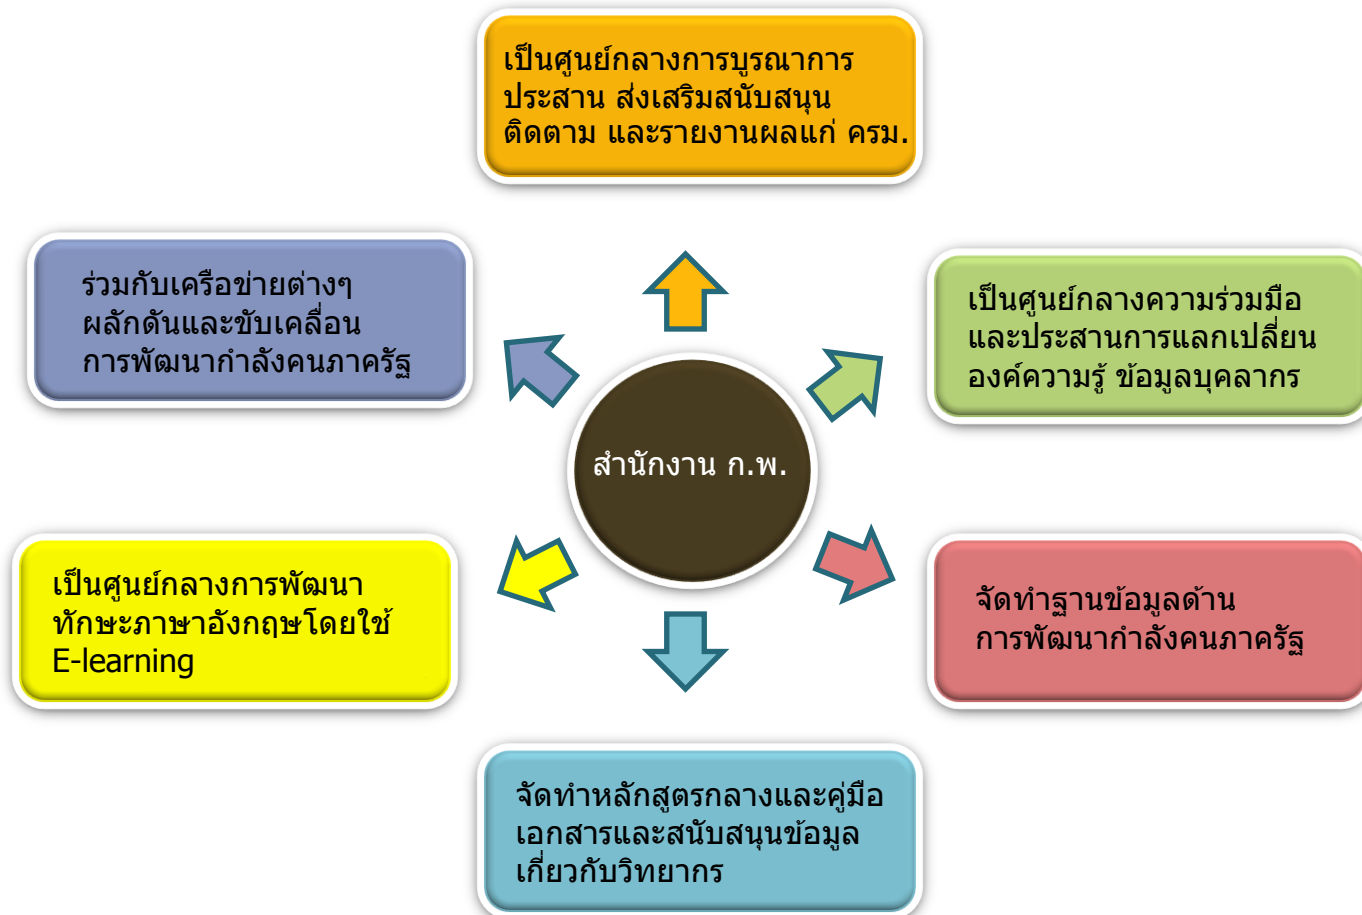 เป็นศูนย์กลางการบูรณาการ
ประสาน ส่งเสริมสนับสนุน
ติดตาม และรายงานผลแก่ ครม.
ร่วมกับเครือข่ายต่างๆ
ผลักดันและขับเคลื่อน
การพัฒนากำลังคนภาครัฐ
เป็นศูนย์กลางความร่วมมือ
และประสานการแลกเปลี่ยน
องค์ความรู้ ข้อมูลบุคลากร
สำนักงาน ก.พ.
เป็นศูนย์กลางการพัฒนา
ทักษะภาษาอังกฤษโดยใช้
E-learning
จัดทำฐานข้อมูลด้าน
การพัฒนากำลังคนภาครัฐ
จัดทำหลักสูตรกลางและคู่มือ
เอกสารและสนับสนุนข้อมูล
เกี่ยวกับวิทยากร